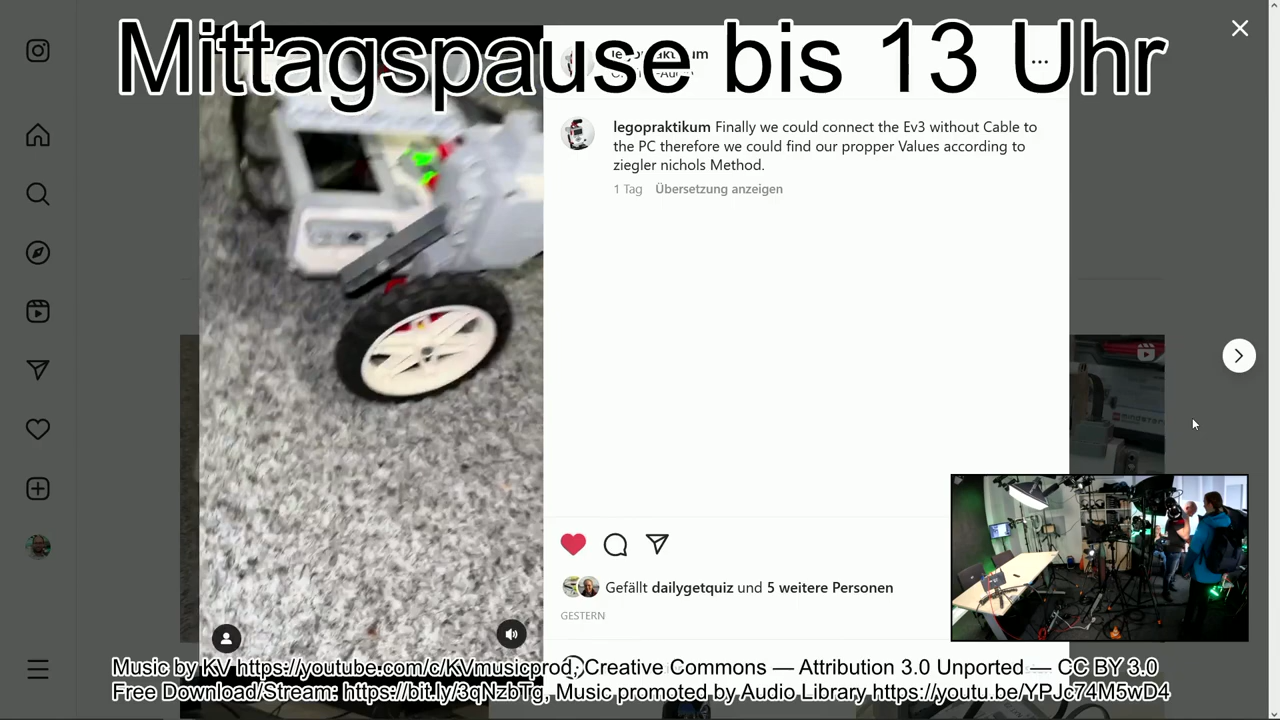 Mittagspause bis 13 Uhr
legopraktikum
legopraktikum Finally we could connect the Ev3 without Cable to
the PC therefore we could find our propper Values according to
ziegler nichols Method.
1 Tag Übersetzung anzeigen
Gefällt dailygetquiz und 5 weitere Personen
GESTERN
Music by KV https://youtube.com/c/KVmusicprod; Creative Commons — Attribution 3.0 Unported — CC BY 3.0
Free Download/Stream: https://bit.ly/3qNzbTg, Music promoted by Audio Library https://youtu.be/YPJc74M5wD4